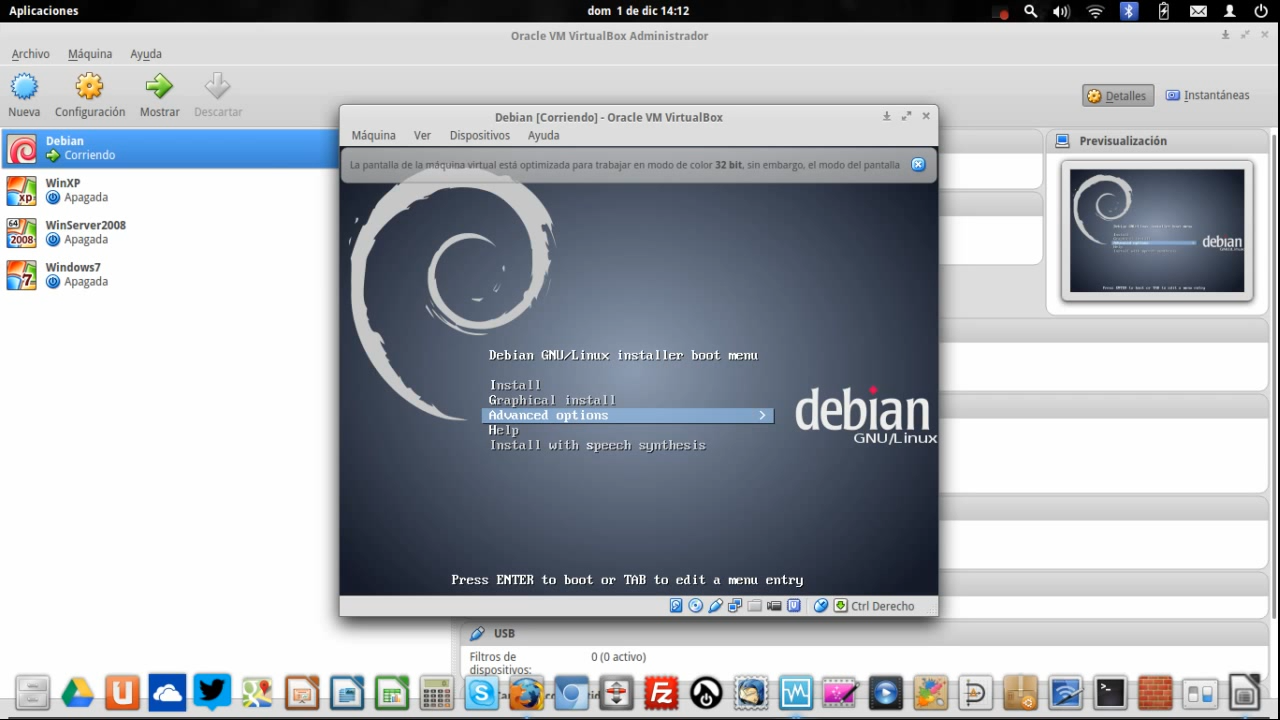 Aplicaciones
dom 1 de dic 14:12
Oracle VM VirtualBox Administrador
Archivo Máquina Ayuda
Nueva Configuración Mostrar Descartar
Detalles Instantáneas
Debian
Corriendo
WinXP
Apagada
WinServer2008
Apagada
Windows7
Apagada
Previsualización
Debian [Corriendo] - Oracle VM VirtualBox
Máquina Ver Dispositivos Ayuda
La pantalla de la máquina virtual está optimizada para trabajar en modo de color 32 bit, sin embargo, el modo del pantalla
Debian GNU/Linux installer boot menu
Install
Graphical install
Advanced options >
Help
Install with speech synthesis
debian
GNU/Linux
Press ENTER to boot or TAB to edit a menu entry
Ctrl Derecho
USB
Filtros de dispositivos: 0 (0 activo)